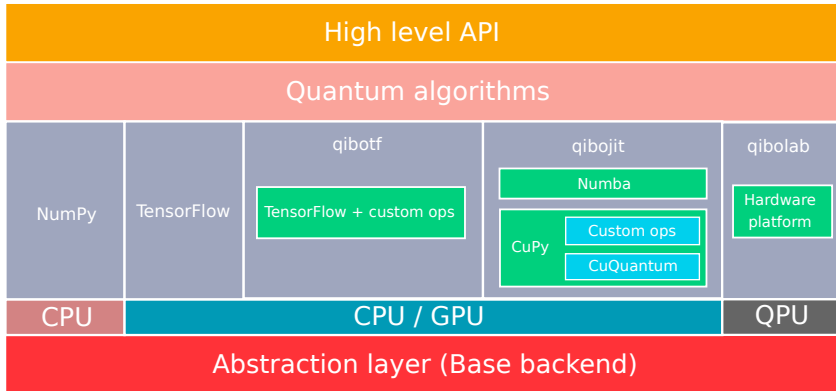 High level API
Quantum algorithms
NumPy
TensorFlow
qibotf
TensorFlow + custom ops
qibojit
Numba
CuPy
Custom ops
CuQuantum
qibolab
Hardware
platform
CPU
CPU / GPU
QPU
Abstraction layer (Base backend)